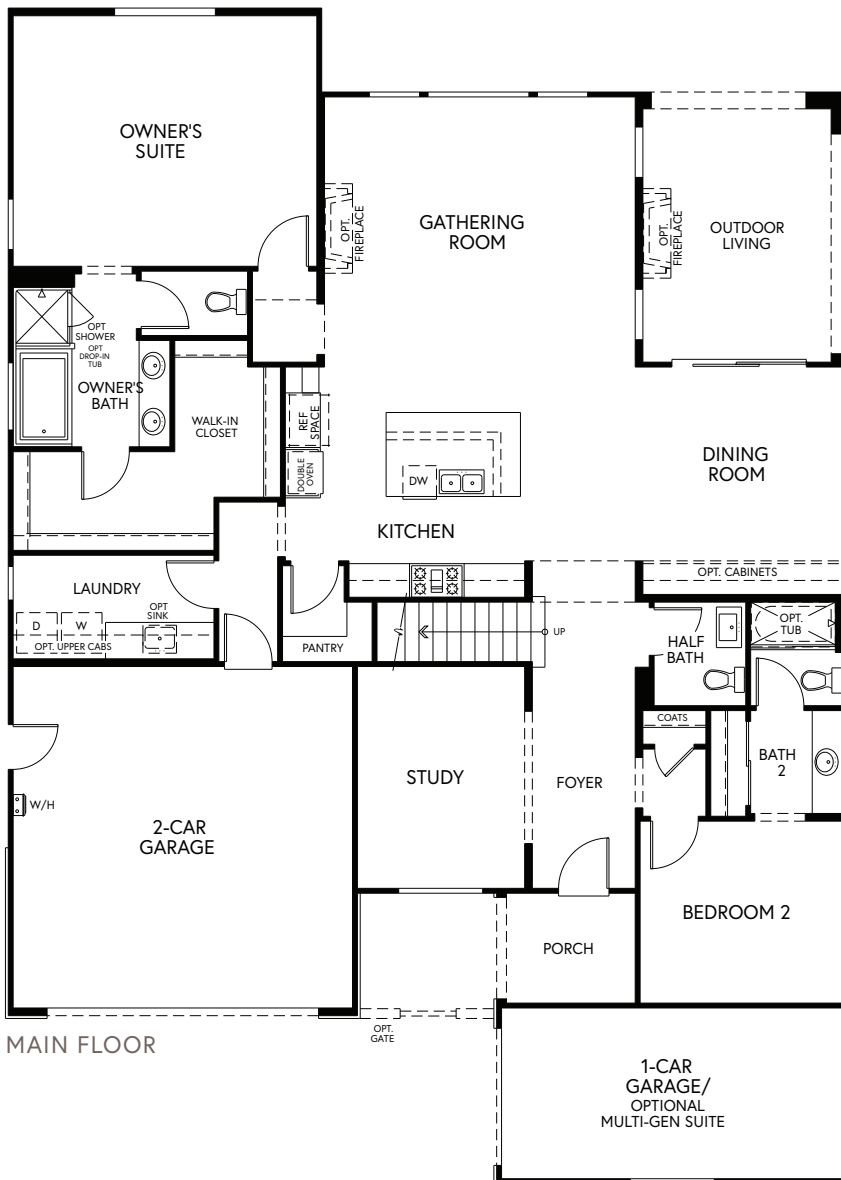 OWNER'S
SUITE
GATHERING
ROOM
OPT.
FIREPLACE
OPT.
FIREPLACE
OUTDOOR
LIVING
OPT
SHOWER
OPT
DROP-IN
TUB
OWNER'S
BATH
WALK-IN
CLOSET
REF
SPACE
DOUBLE
OVEN
DW
DINING
ROOM
KITCHEN
OPT. CABINETS
LAUNDRY
D
W
OPT
SINK
OPT. UPPER CABS
PANTRY
UP
HALF
BATH
OPT.
TUB
COATS
BATH
2
STUDY
FOYER
W/H
2-CAR
GARAGE
BEDROOM 2
PORCH
OPT.
GATE
MAIN FLOOR
1-CAR
GARAGE/
OPTIONAL
MULTI-GEN SUITE